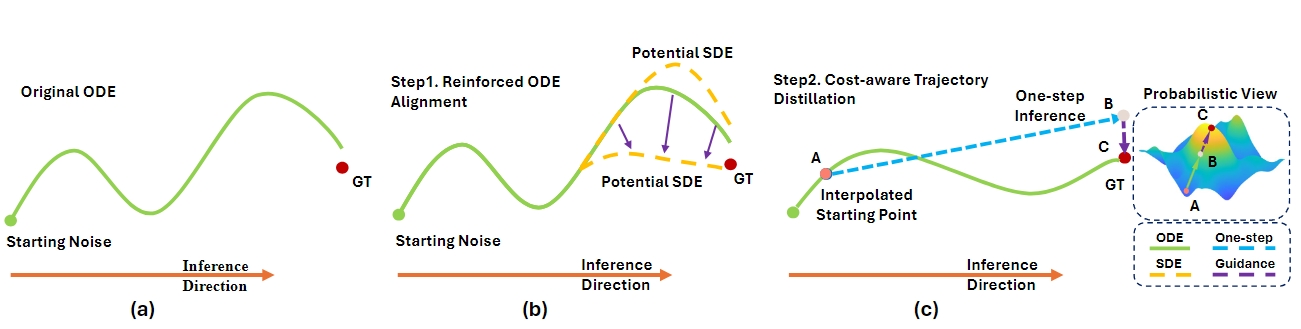 Original ODE
GT
Starting Noise
Inference
Direction
(a)
Potential SDE
Step1. Reinforced ODE
Alignment
Potential SDE
GT
Starting Noise
Inference
Direction
(b)
Step2. Cost-aware Trajectory
Distillation
One-step
Inference
B
A
C
Interpolated
Starting Point
GT
Inference
Direction
(c)
Probabilistic View
C
B
A
ODE
One-step
SDE
Guidance